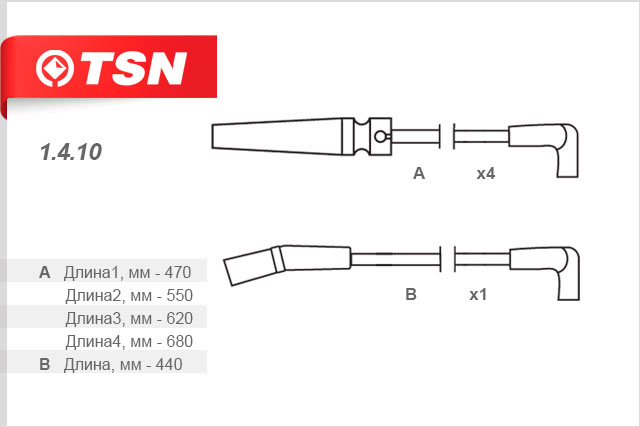 TSN
1.4.10
A x4
B x1
A Длина1, мм - 470
Длина2, мм - 550
Длина3, мм - 620
Длина4, мм - 680
B Длина, мм - 440